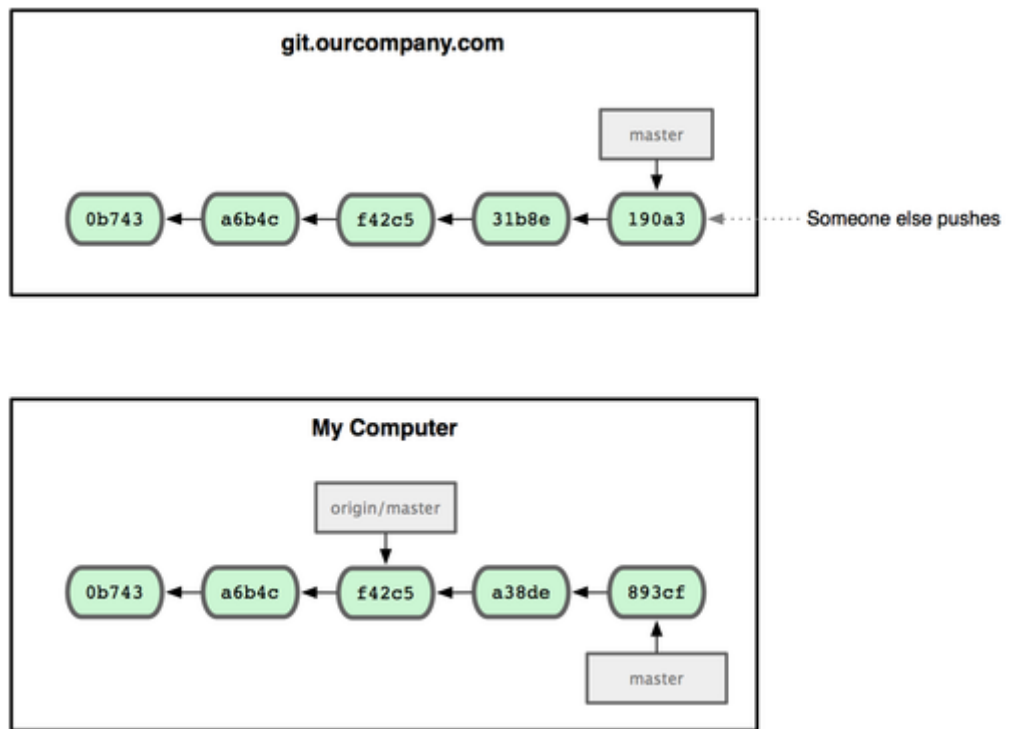 git.ourcompany.com
master
0b743 a6b4c f42c5 31b8e 190a3 Someone else pushes
My Computer
origin/master
0b743 a6b4c f42c5 a38de 893cf
master